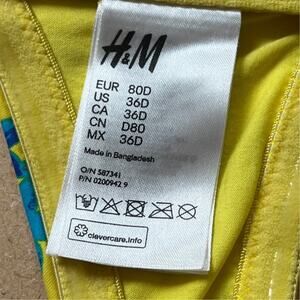 H&M
EUR 80D
US 36D
CA 36D
CN D80
MX 36D
Made in Bangladesh
O/N 587341
P/N 0200942 9
clevercare.info